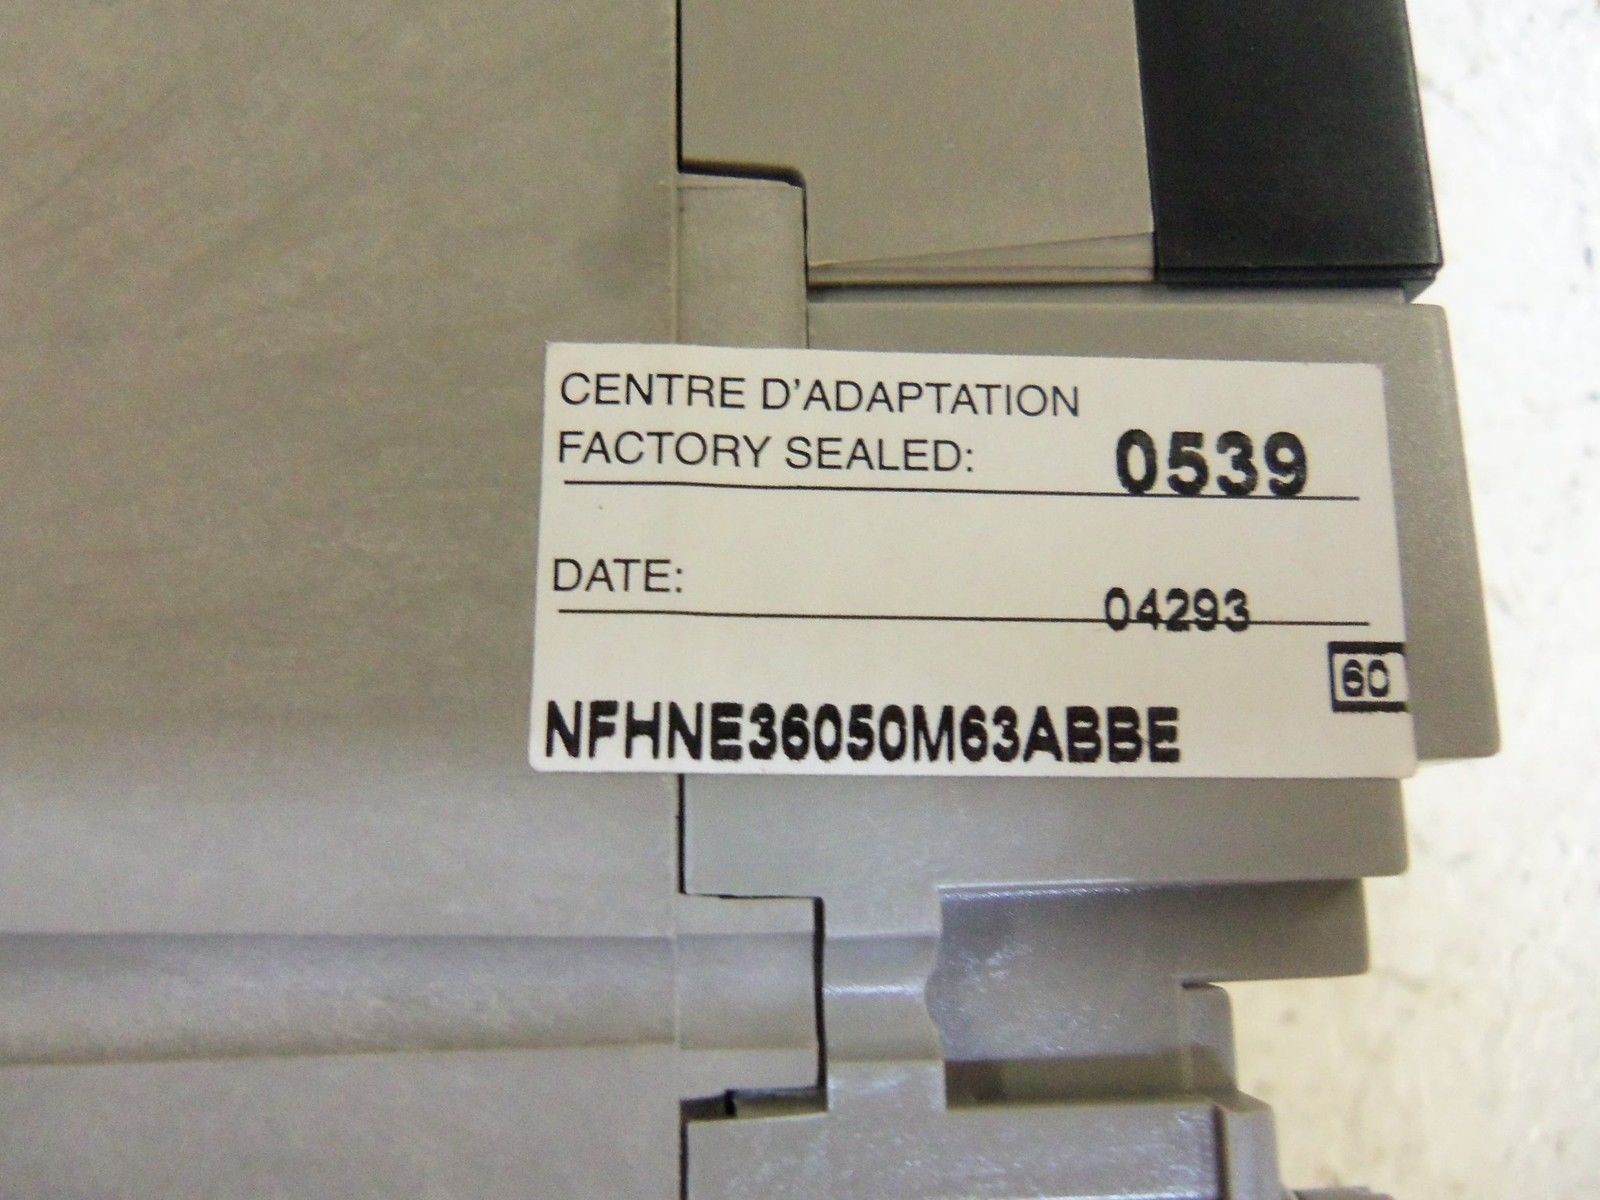 CENTRE D'ADAPTATION
FACTORY SEALED: 0539
DATE: 04293
60
NFHNE36050M63ABBE